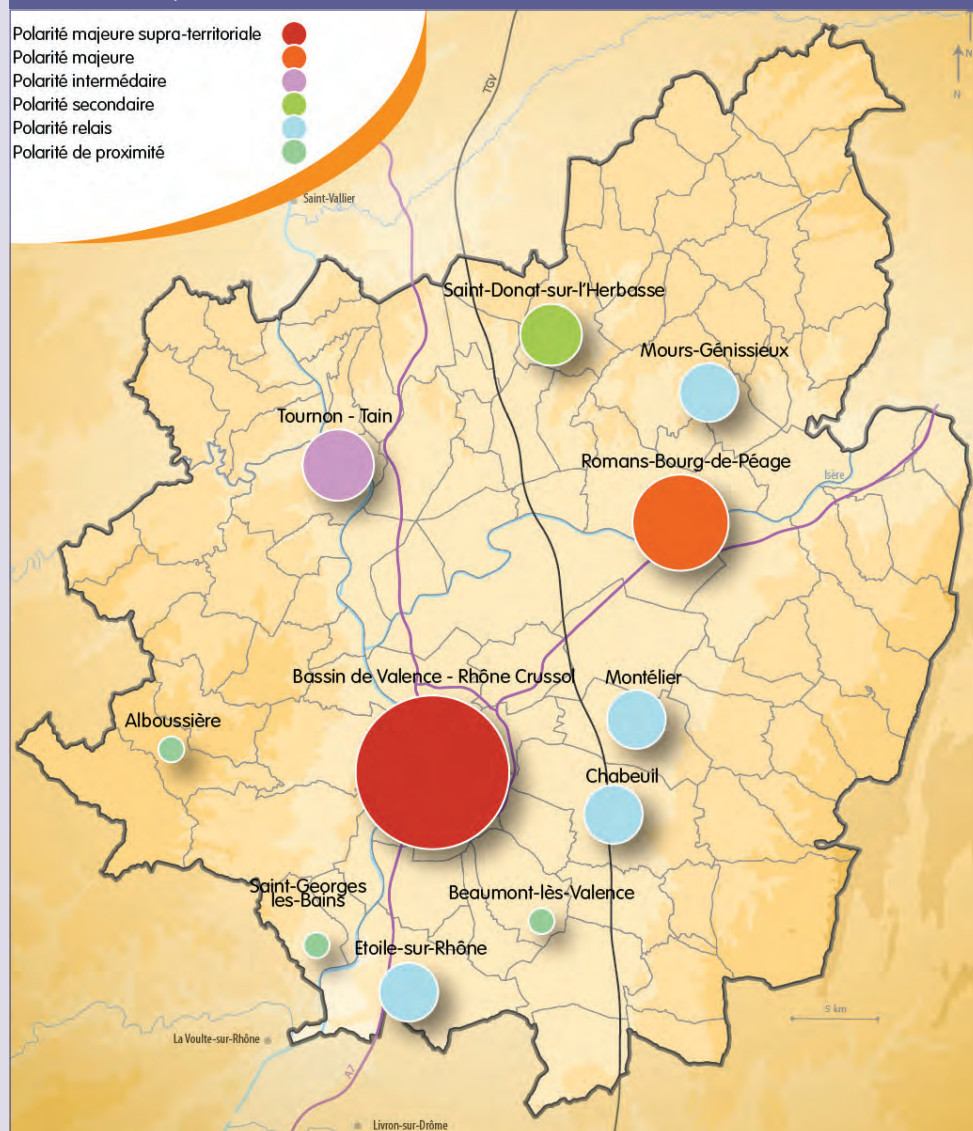 Polarité majeure supra-territoriale
Polarité majeure
Polarité intermédaire
Polarité secondaire
Polarité relais
Polarité de proximité
N
N
TGV
Saint-Vallier
Saint-Donat-sur-l'Herbasse
Mours-Génissieux
Tournon - Tain
Romans-Bourg-de-Péage
Isère
Bassin de Valence - Rhône Crussol
Montélier
Alboussière
Chabeuil
Saint-Georges
les-Bains
Beaumont-lès-Valence
Etoile-sur-Rhône
5 km
La Voulte-sur-Rhône
A7
Livron-sur-Drôme